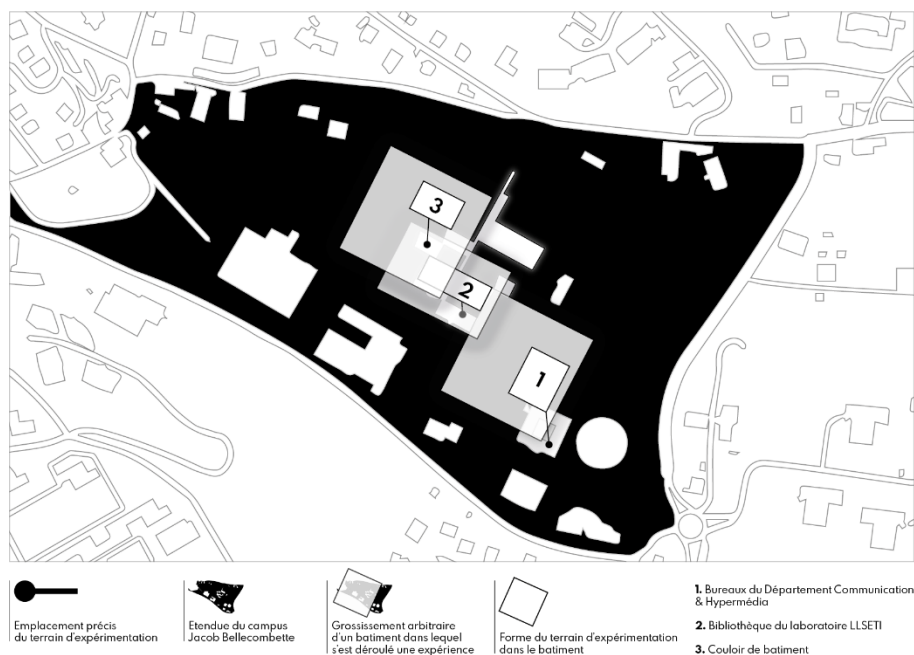 3
2
1
Emplacement précis
du terrain d'expérimentation
Etendue du campus
Jacob Bellecombette
Grossissement arbitraire
d'un batiment dans lequel
s'est déroulé une expérience
Forme du terrain d'expérimentation
dans le batiment
1. Bureaux du Département Communication
& Hypermédia
2. Bibliothèque du laboratoire LLSETI
3. Couloir de batiment